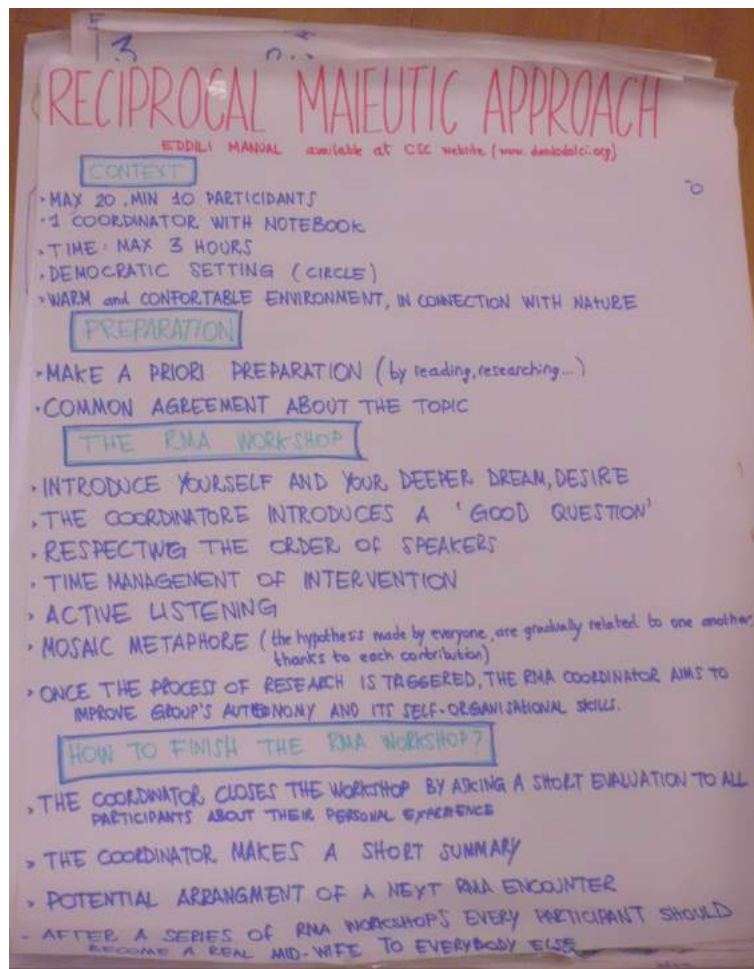 3
RECIPROCAL MAIEUTIC APPROACH
EDDILI MANUAL available at CSC website (www.danilodolci.org)
CONTEXT
• MAX 20 . MIN 10 PARTICIPANTS
• 1 COORDINATOR WITH NOTEBOOK
• TIME: MAX 3 HOURS
• DEMOCRATIC SETTING (CIRCLE)
• WARM and CONFORTABLE ENVIRONMENT, IN CONNECTION WITH NATURE
PREPARATION
• MAKE A PRIORI PREPARATION (by reading, researching...)
• COMMON AGREEMENT ABOUT THE TOPIC
THE RMA WORKSHOP
• INTRODUCE YOURSELF AND YOUR DEEPER DREAM, DESIRE
• THE COORDINATORE INTRODUCES A 'GOOD QUESTION'
• RESPECTING THE ORDER OF SPEAKERS
• TIME MANAGEMENT OF INTERVENTION
• ACTIVE LISTENING
• MOSAIC METAPHORE (the hypothesis made by everyone, are gradually related to one another,
thanks to each contribution)
• ONCE THE PROCESS OF RESEARCH IS TRIGGERED, THE RMA COORDINATOR AIMS TO
IMPROVE GROUP'S AUTONOMY AND ITS SELF-ORGANISATIONAL SKILLS.
HOW TO FINISH THE RMA WORKSHOP?
• THE COORDINATOR CLOSES THE WORKSHOP BY ASKING A SHORT EVALUATION TO ALL
PARTICIPANTS ABOUT THEIR PERSONAL EXPERIENCE
• THE COORDINATOR MAKES A SHORT SUMMARY
• POTENTIAL ARRANGMENT OF A NEXT RMA ENCOUNTER
- AFTER A SERIES OF RMA WORKSHOPS EVERY PARTICIPANT SHOULD
BECOME A REAL MID-WIFE TO EVERYBODY ELSE